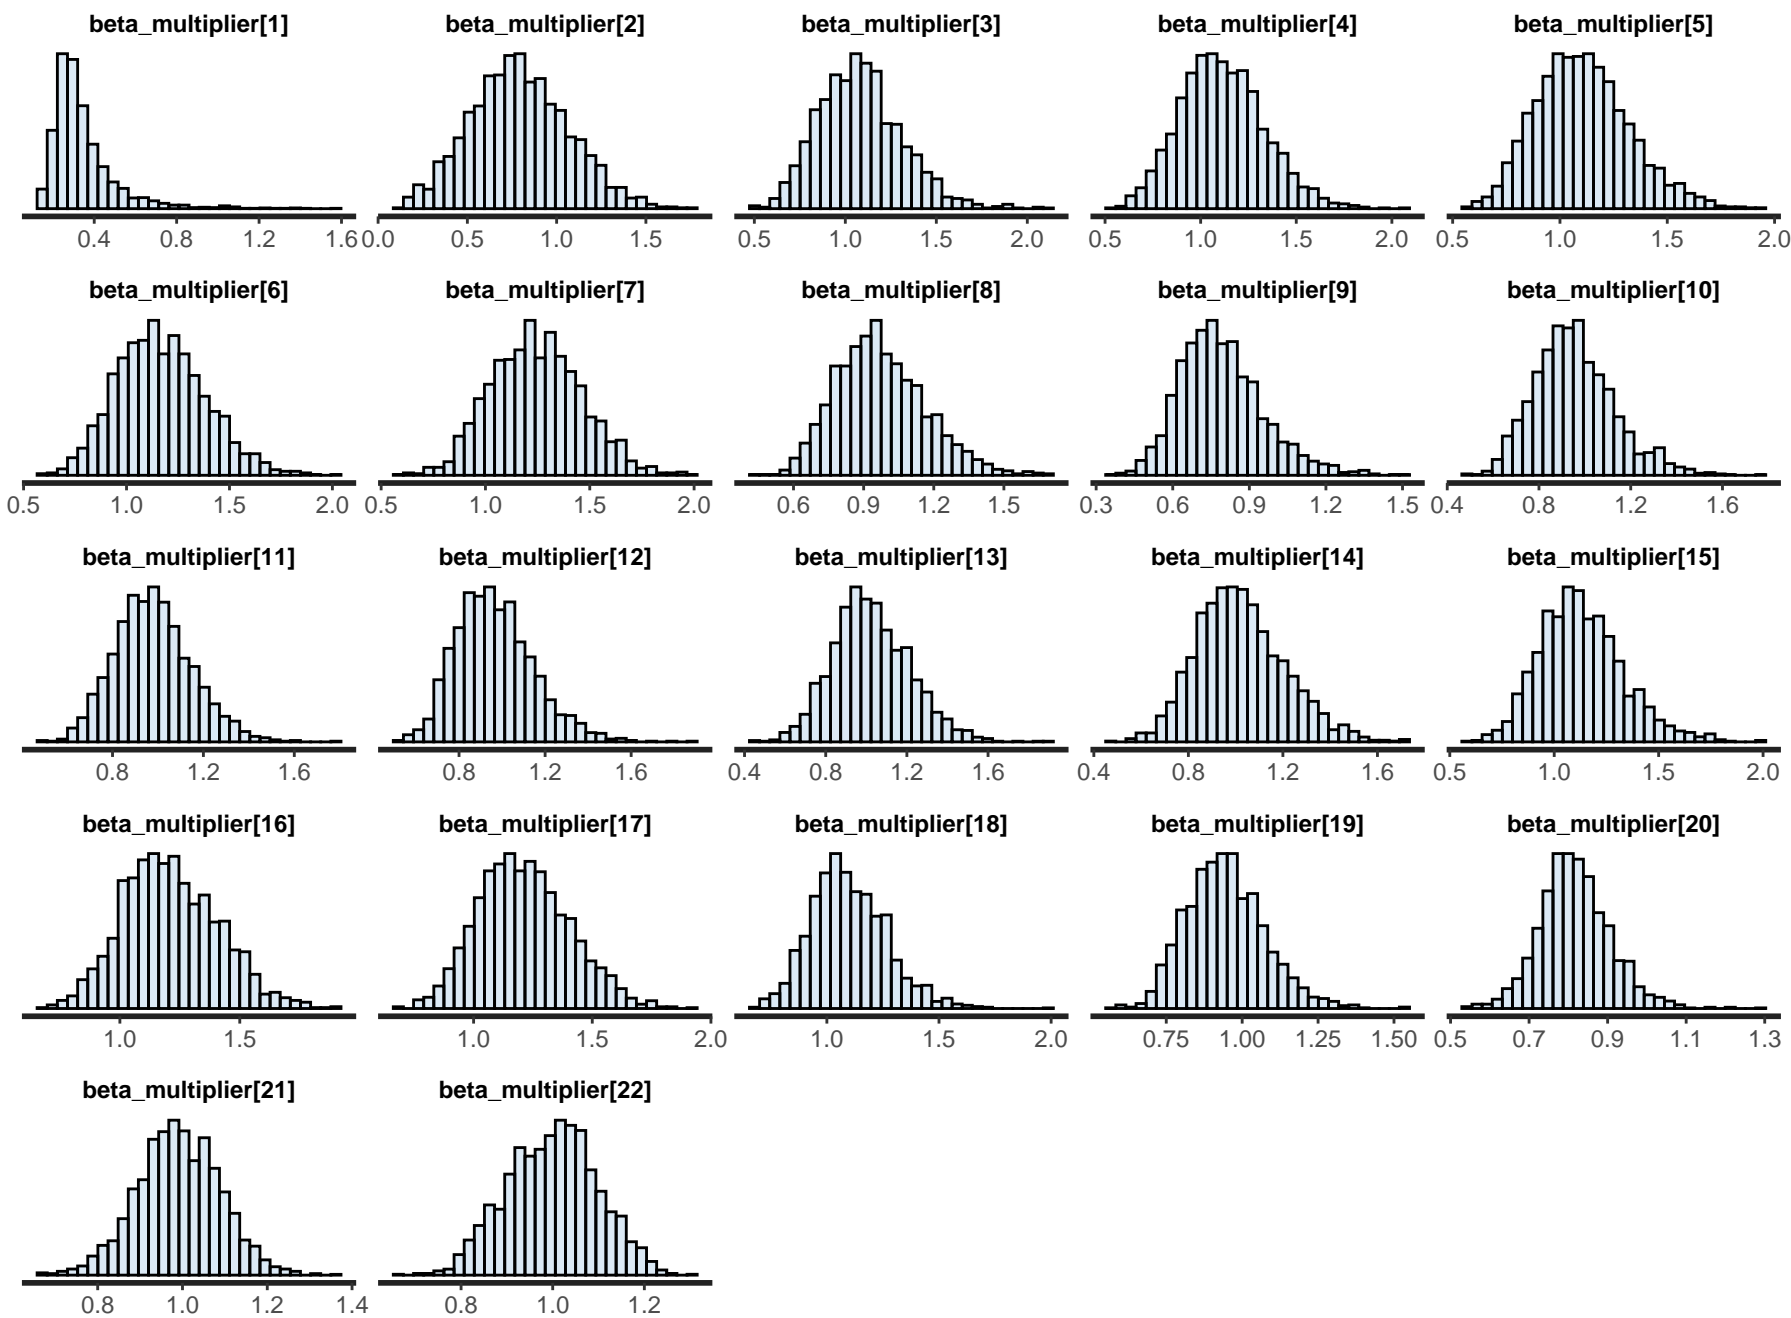 beta_multiplier[1] beta_multiplier[2] beta_multiplier[3] beta_multiplier[4] beta_multiplier[5]
0.4 0.8 1.2 1.6 0.0 0.5 1.0 1.5 0.5 1.0 1.5 2.0 0.5 1.0 1.5 2.0 0.5 1.0 1.5 2.0
beta_multiplier[6] beta_multiplier[7] beta_multiplier[8] beta_multiplier[9] beta_multiplier[10]
0.5 1.0 1.5 2.0 0.5 1.0 1.5 2.0 0.6 0.9 1.2 1.5 0.3 0.6 0.9 1.2 1.5 0.4 0.8 1.2 1.6
beta_multiplier[11] beta_multiplier[12] beta_multiplier[13] beta_multiplier[14] beta_multiplier[15]
0.8 1.2 1.6 0.8 1.2 1.6 0.4 0.8 1.2 1.6 0.4 0.8 1.2 1.6 0.5 1.0 1.5 2.0
beta_multiplier[16] beta_multiplier[17] beta_multiplier[18] beta_multiplier[19] beta_multiplier[20]
1.0 1.5 1.0 1.5 2.0 1.0 1.5 2.0 0.75 1.00 1.25 1.50 0.5 0.7 0.9 1.1 1.3
beta_multiplier[21] beta_multiplier[22]
0.8 1.0 1.2 1.4 0.8 1.0 1.2